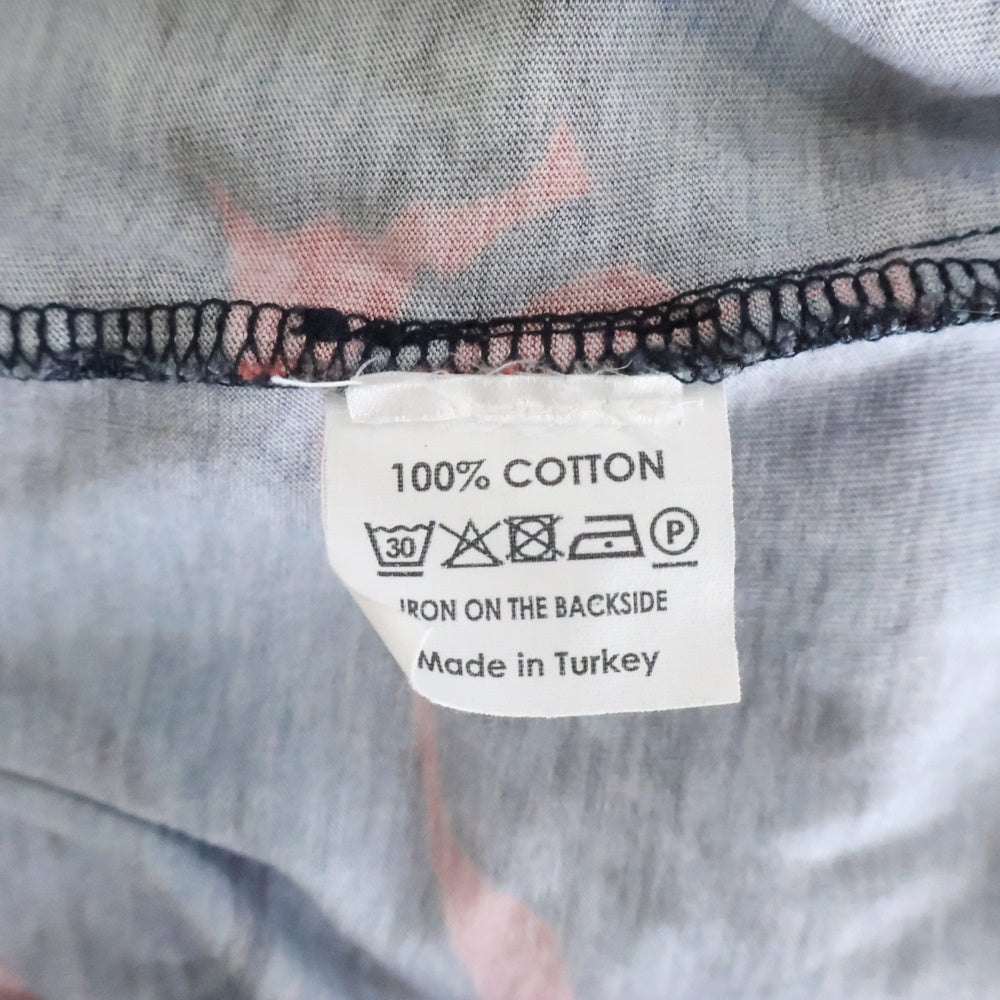 100% COTTON
30 P
IRON ON THE BACKSIDE
Made in Turkey